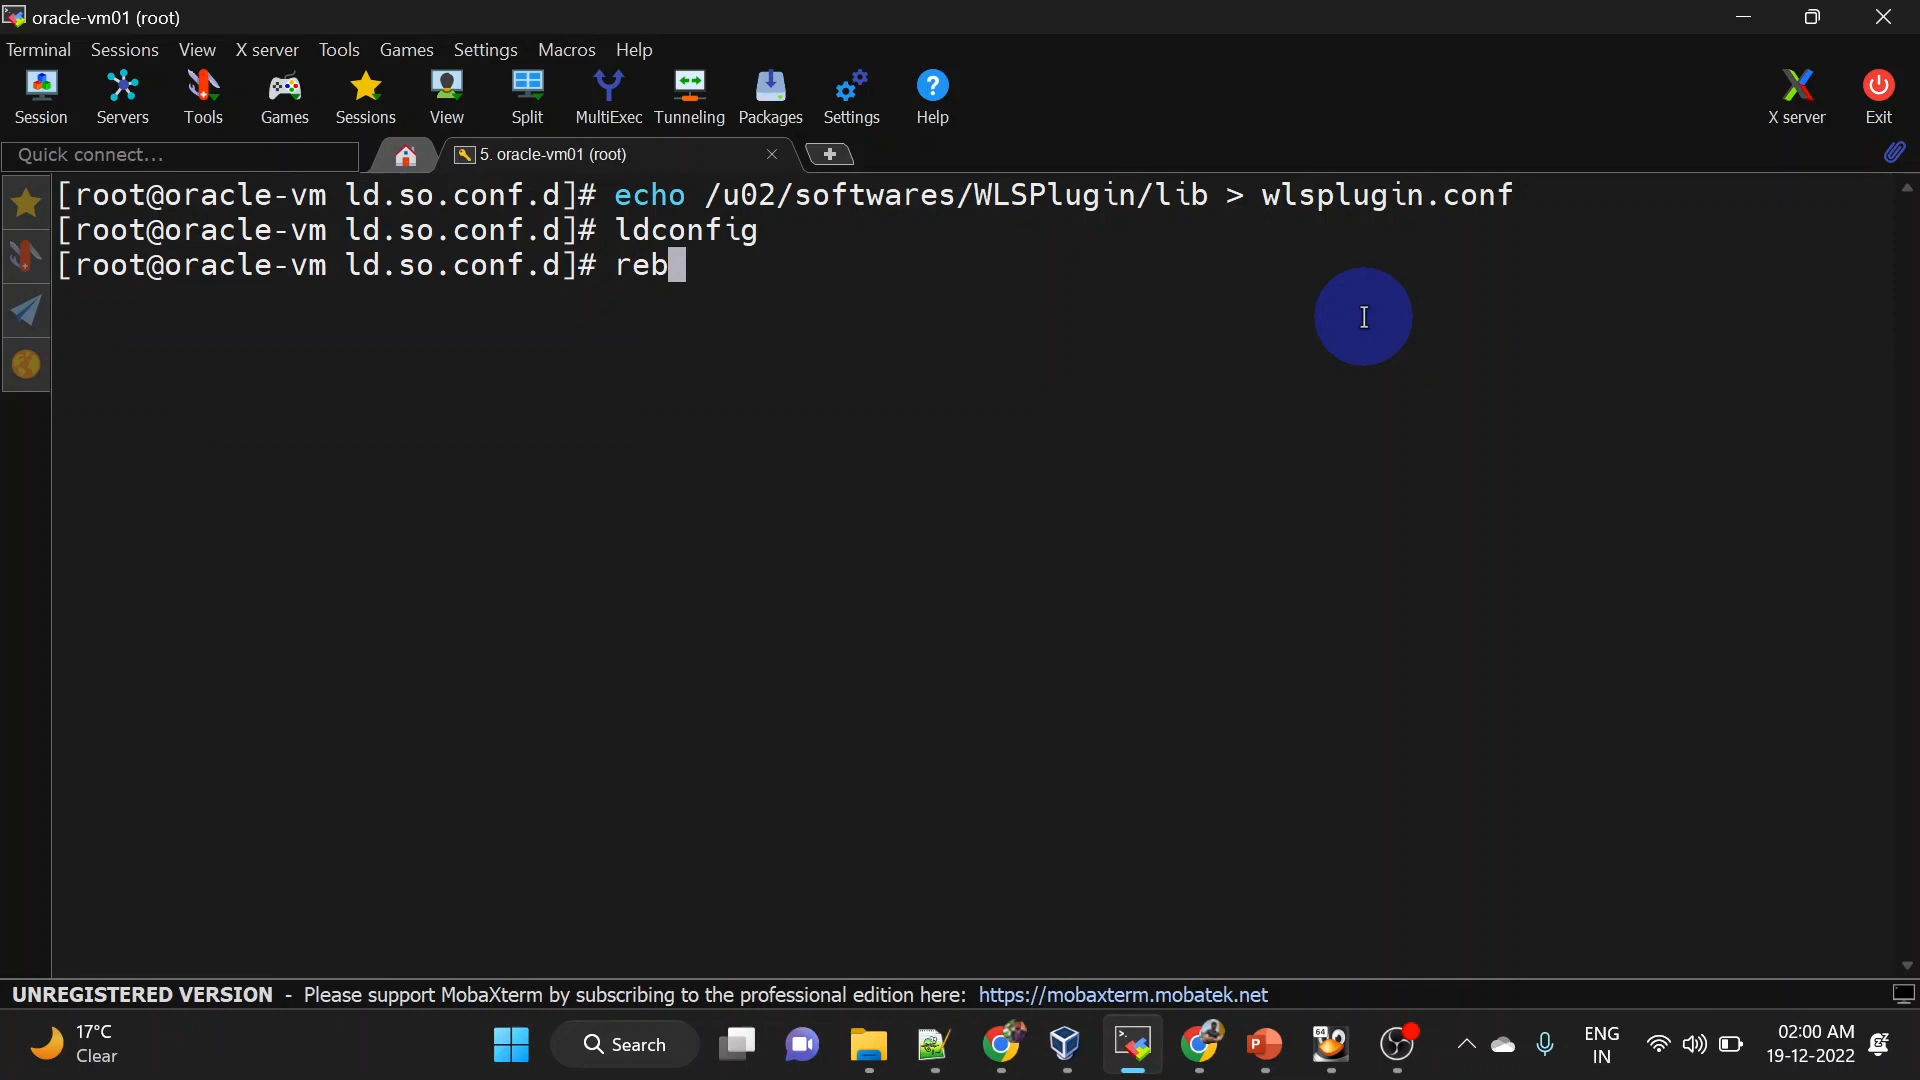 oracle-vm01 (root)
Terminal Sessions View X server Tools Games Settings Macros Help
Session Servers Tools Games Sessions View Split MultiExec Tunneling Packages Settings Help X server Exit
Quick connect... 5. oracle-vm01 (root)
[root@oracle-vm ld.so.conf.d]# echo /u02/softwares/WLSPlugin/lib > wlsplugin.conf
[root@oracle-vm ld.so.conf.d]# ldconfig
[root@oracle-vm ld.so.conf.d]# reb
UNREGISTERED VERSION - Please support MobaXterm by subscribing to the professional edition here: https://mobaxterm.mobatek.net
17°C
Clear
Search
64
ENG
IN
02:00 AM
19-12-2022